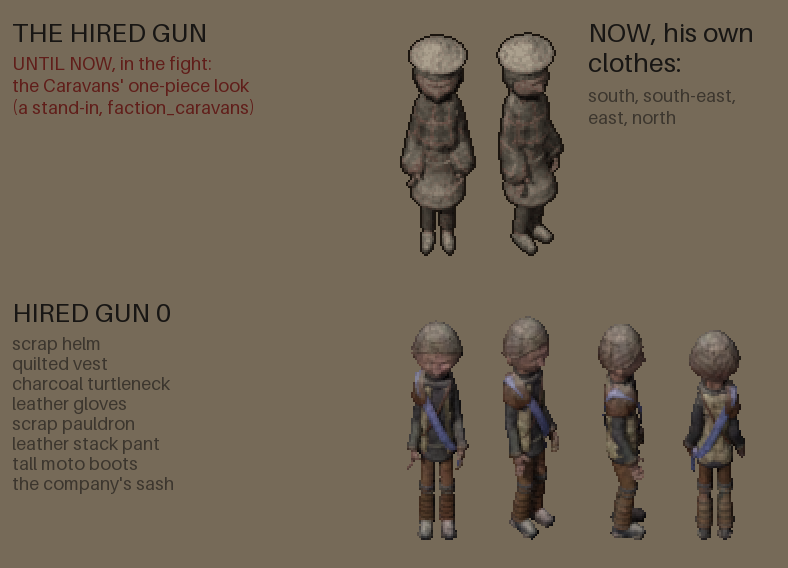 THE HIRED GUN
UNTIL NOW, in the fight:
the Caravans' one-piece look
(a stand-in, faction_caravans)
NOW, his own
clothes:
south, south-east,
east, north
HIRED GUN 0
scrap helm
quilted vest
charcoal turtleneck
leather gloves
scrap pauldron
leather stack pant
tall moto boots
the company's sash